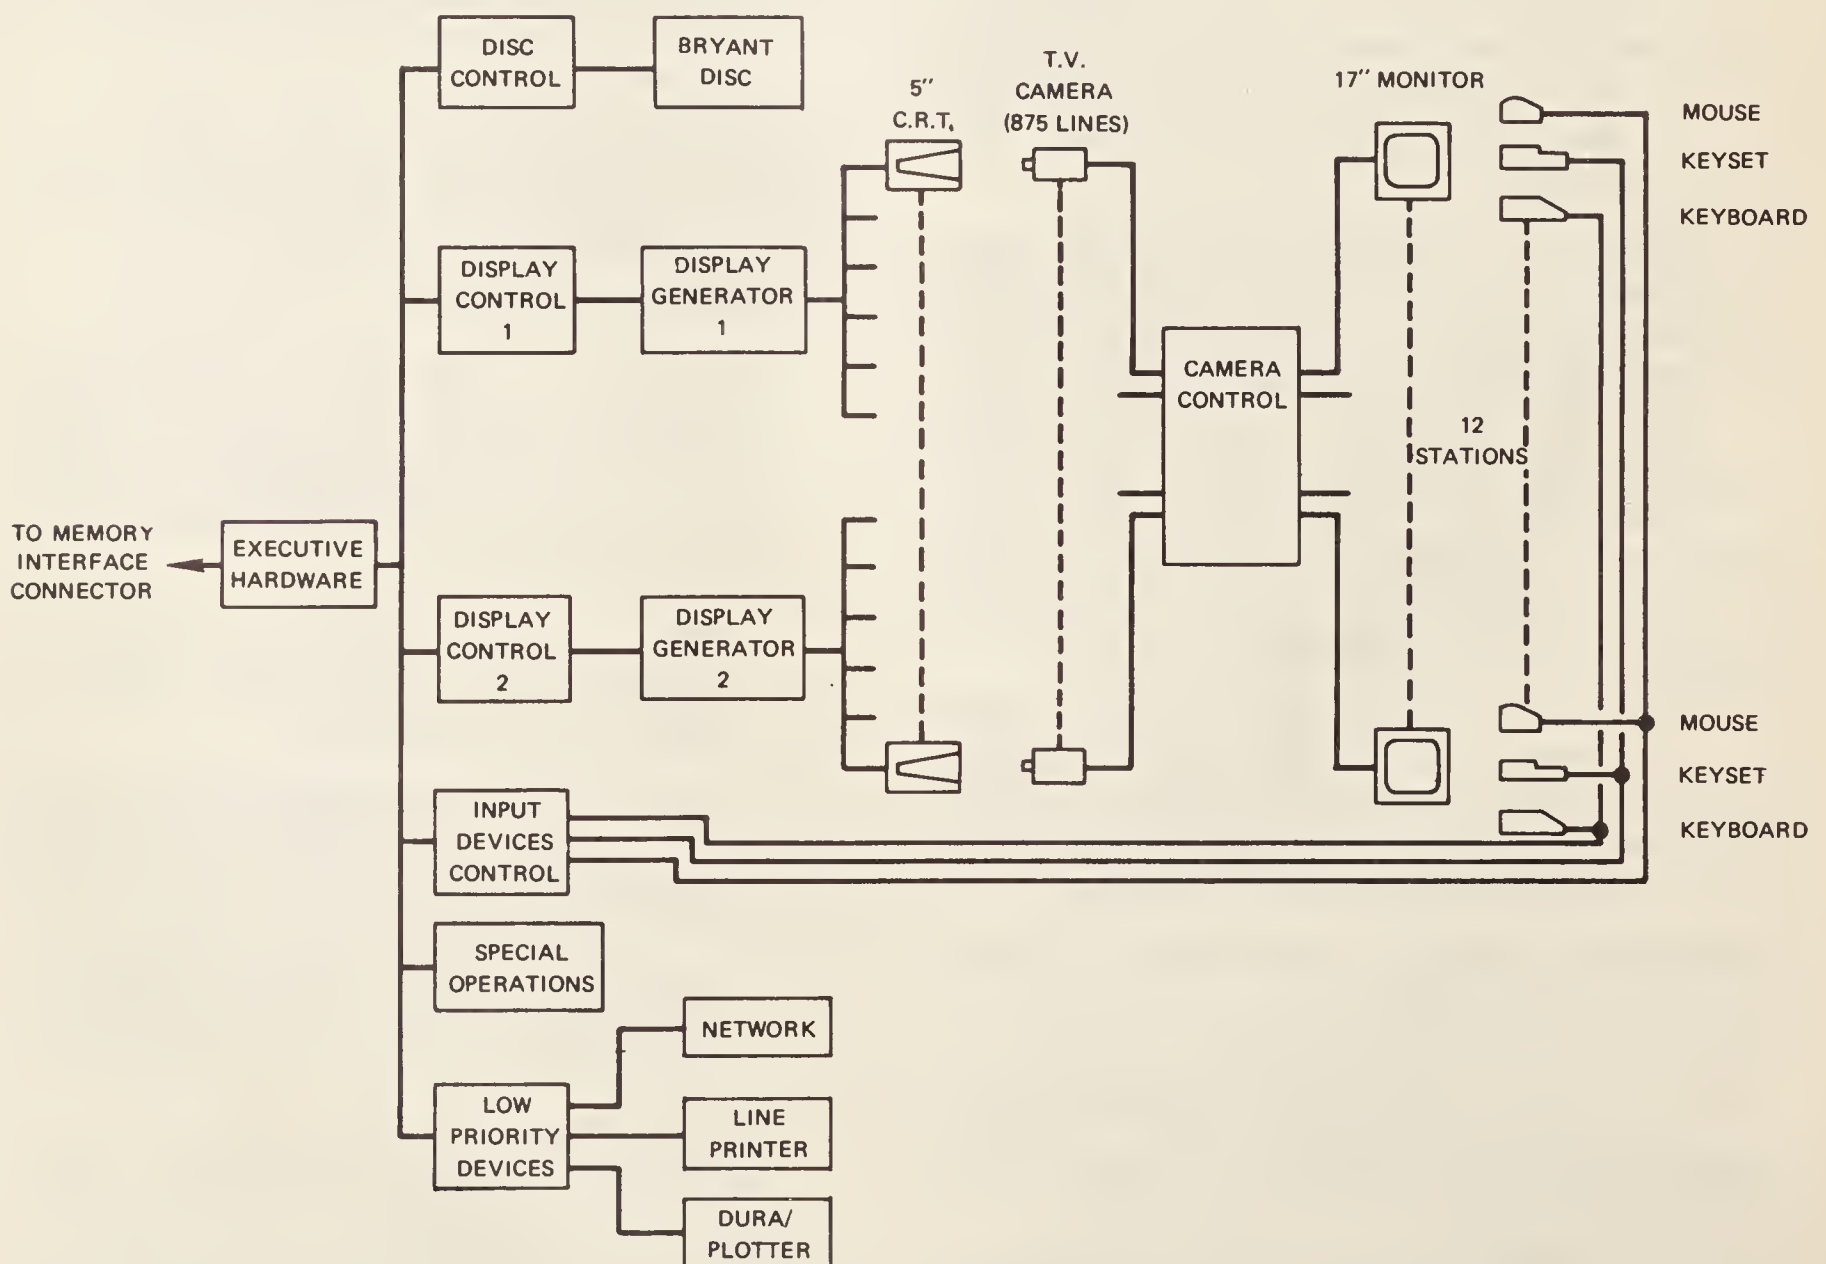 DISC
CONTROL
BRYANT
DISC
5"
C.R.T.
T.V.
CAMERA
(875 LINES)
17" MONITOR
MOUSE
KEYSET
KEYBOARD
DISPLAY
CONTROL
1
DISPLAY
GENERATOR
1
CAMERA
CONTROL
12
STATIONS
TO MEMORY
INTERFACE
CONNECTOR
EXECUTIVE
HARDWARE
DISPLAY
CONTROL
2
DISPLAY
GENERATOR
2
MOUSE
KEYSET
KEYBOARD
INPUT
DEVICES
CONTROL
SPECIAL
OPERATIONS
LOW
PRIORITY
DEVICES
NETWORK
LINE
PRINTER
DURA/
PLOTTER